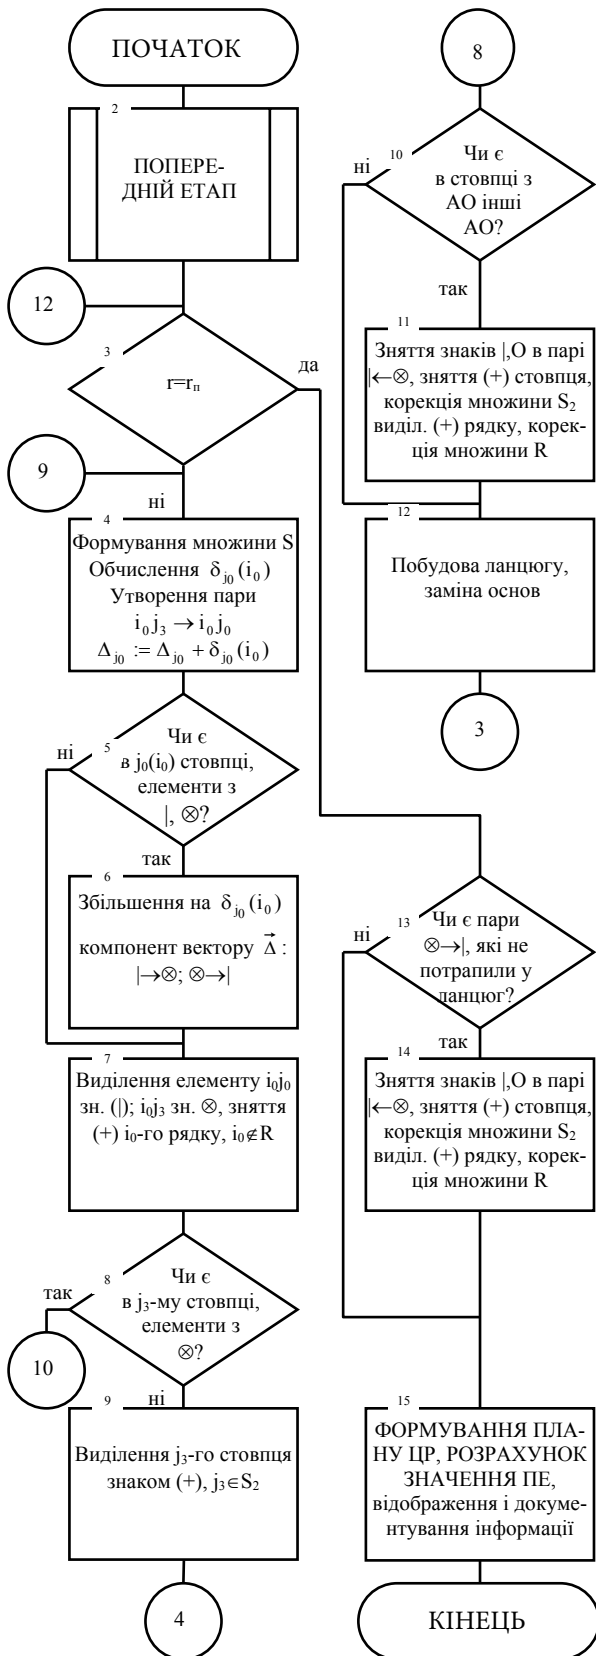 ПОЧАТОК
2
ПОПЕРЕ-
ДНІЙ ЕТАП
12
3
r=rп
да
9
ні
4
Формування множини S
Обчислення δj0(i0)
Утворення пари
i0j3 → i0j0
Δj0 := Δj0 + δj0(i0)
ні
5
Чи є
в j0(i0) стовпці,
елементи з
|, ⊗?
так
6
Збільшення на δj0(i0)
компонент вектору Δ⃗ :
|→⊗; ⊗→|
7
Виділення елементу i0j0
зн. (|); i0j3 зн. ⊗, зняття
(+) i0-го рядку, i0∉R
так
8
Чи є
в j3-му стовпці,
елементи з
⊗?
10
ні
9
Виділення j3-го стовпця
знаком (+), j3∈S2
4
8
ні
10
Чи є
в стовпці з
АО інші
АО?
так
11
Зняття знаків |,О в парі
|←⊗, зняття (+) стовпця,
корекція множини S2
виділ. (+) рядку, корек-
ція множини R
12
Побудова ланцюгу,
заміна основ
3
ні
13
Чи є пари
⊗→|, які не
потрапили у
ланцюг?
так
14
Зняття знаків |,О в парі
|←⊗, зняття (+) стовпця,
корекція множини S2
виділ. (+) рядку, корек-
ція множини R
15
ФОРМУВАННЯ ПЛА-
НУ ЦР, РОЗРАХУНОК
ЗНАЧЕННЯ ПЕ,
відображення і докумен-
тування інформації
КІНЕЦЬ